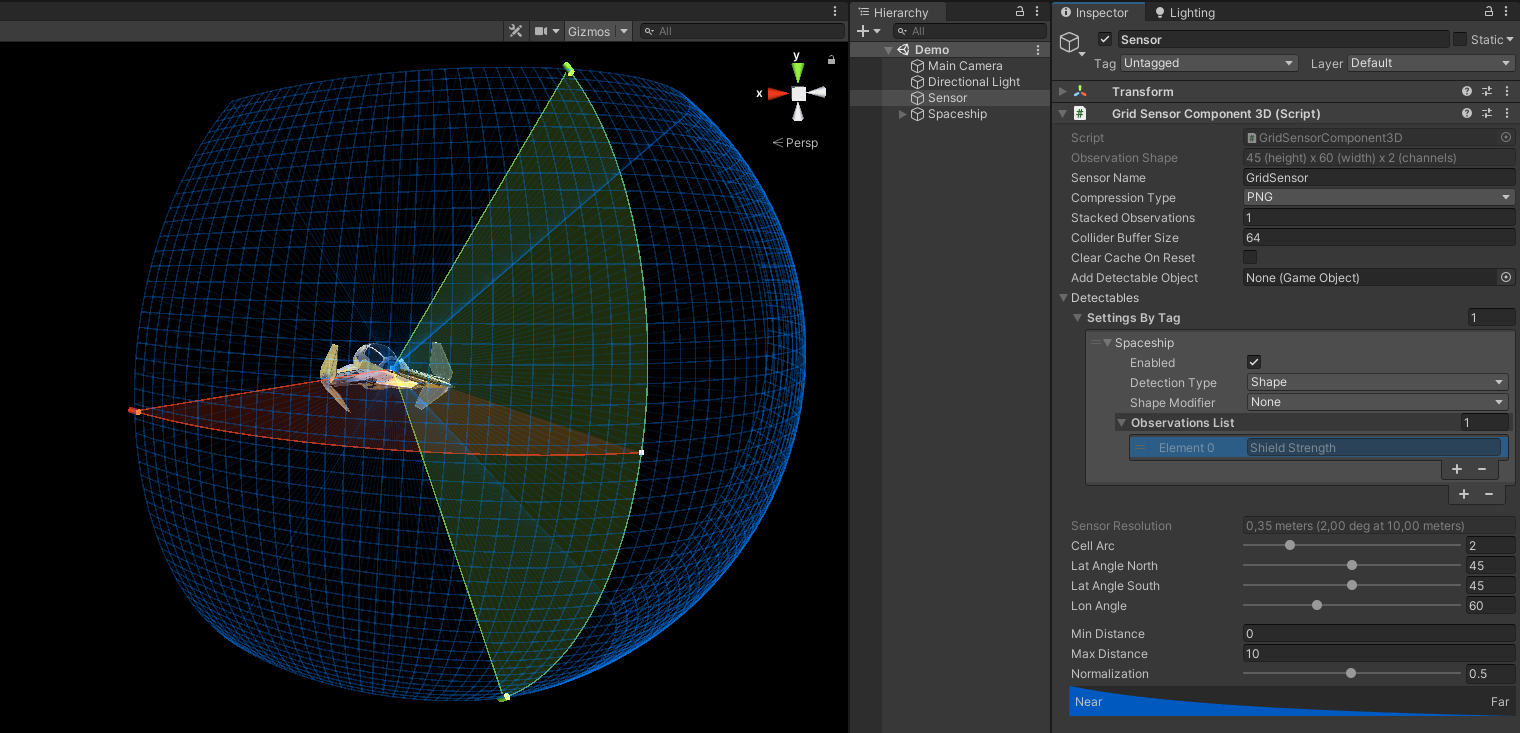 Gizmos
All
y
x
Persp
Hierarchy
All
Demo
Main Camera
Directional Light
Sensor
Spaceship
Inspector
Lighting
Sensor
Static
Tag Untagged Layer Default
Transform
Grid Sensor Component 3D (Script)
Script GridSensorComponent3D
Observation Shape 45 (height) x 60 (width) x 2 (channels)
Sensor Name GridSensor
Compression Type PNG
Stacked Observations 1
Collider Buffer Size 64
Clear Cache On Reset
Add Detectable Object None (Game Object)
Detectables
Settings By Tag 1
Spaceship
Enabled
Detection Type Shape
Shape Modifier None
Observations List 1
Element 0 Shield Strength
+ −
+ −
Sensor Resolution 0,35 meters (2,00 deg at 10,00 meters)
Cell Arc 2
Lat Angle North 45
Lat Angle South 45
Lon Angle 60
Min Distance 0
Max Distance 10
Normalization 0.5
Near Far